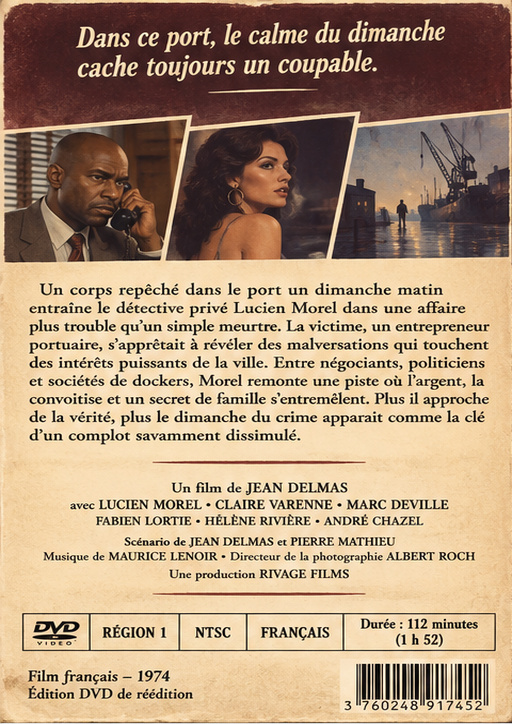 Dans ce port, le calme du dimanche
cache toujours un coupable.
Un corps repêché dans le port un dimanche matin
entraîne le détective privé Lucien Morel dans une affaire
plus trouble qu'un simple meurtre. La victime, un entrepreneur
portuaire, s'apprêtait à révéler des malversations qui touchent
des intérêts puissants de la ville. Entre négociants, politiciens
et sociétés de dockers, Morel remonte une piste où l'argent, la
convoitise et un secret de famille s'entremêlent. Plus il approche
de la vérité, plus le dimanche du crime apparait comme la clé
d'un complot savamment dissimulé.
Un film de JEAN DELMAS
avec LUCIEN MOREL • CLAIRE VARENNE • MARC DEVILLE
FABIEN LORTIE • HÉLÈNE RIVIÈRE • ANDRÉ CHAZEL
Scénario de JEAN DELMAS et PIERRE MATHIEU
Musique de MAURICE LENOIR • Directeur de la photographie ALBERT ROCH
Une production RIVAGE FILMS
DVD VIDEO
RÉGION 1
NTSC
FRANÇAIS
Durée : 112 minutes
(1 h 52)
Film français – 1974
Édition DVD de réédition
3 760248 917452